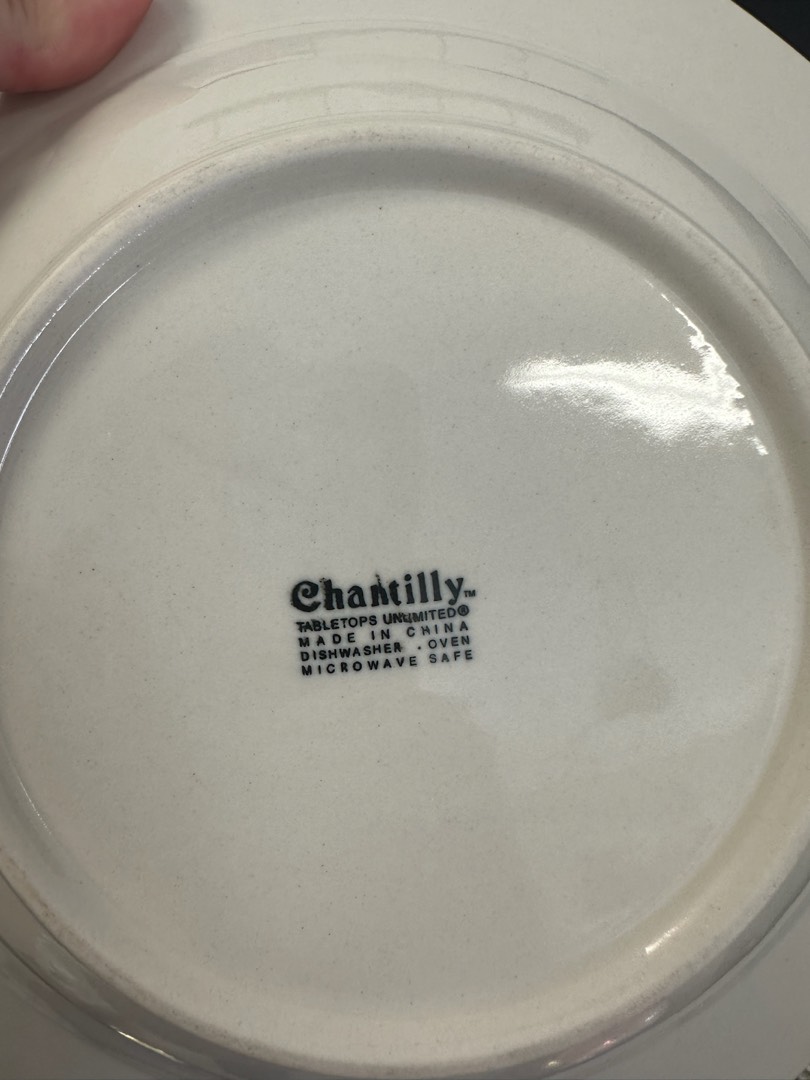 Chantilly™
TABLETOPS UNLIMITED®
MADE IN CHINA
DISHWASHER · OVEN
MICROWAVE SAFE